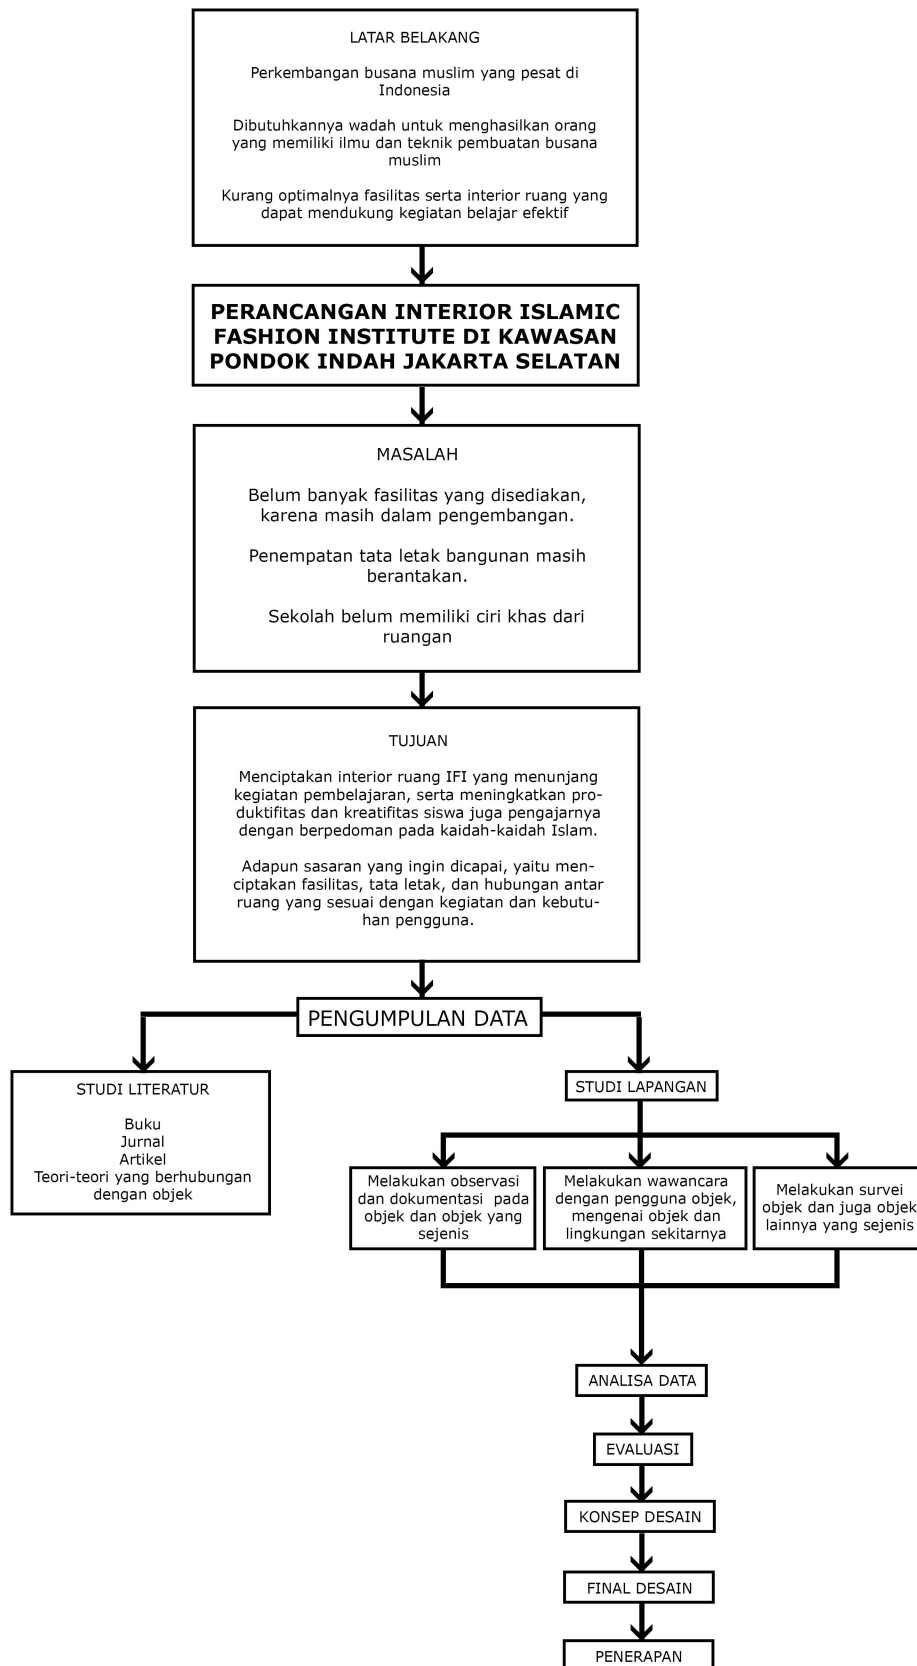 LATAR BELAKANG
Perkembangan busana muslim yang pesat di
Indonesia
Dibutuhkannya wadah untuk menghasilkan orang
yang memiliki ilmu dan teknik pembuatan busana
muslim
Kurang optimalnya fasilitas serta interior ruang yang
dapat mendukung kegiatan belajar efektif
PERANCANGAN INTERIOR ISLAMIC
FASHION INSTITUTE DI KAWASAN
PONDOK INDAH JAKARTA SELATAN
MASALAH
Belum banyak fasilitas yang disediakan,
karena masih dalam pengembangan.
Penempatan tata letak bangunan masih
berantakan.
Sekolah belum memiliki ciri khas dari
ruangan
TUJUAN
Menciptakan interior ruang IFI yang menunjang
kegiatan pembelajaran, serta meningkatkan pro-
duktifitas dan kreatifitas siswa juga pengajarnya
dengan berpedoman pada kaidah-kaidah Islam.
Adapun sasaran yang ingin dicapai, yaitu men-
ciptakan fasilitas, tata letak, dan hubungan antar
ruang yang sesuai dengan kegiatan dan kebutu-
han pengguna.
PENGUMPULAN DATA
STUDI LITERATUR
Buku
Jurnal
Artikel
Teori-teori yang berhubungan
dengan objek
STUDI LAPANGAN
Melakukan observasi
dan dokumentasi pada
objek dan objek yang
sejenis
Melakukan wawancara
dengan pengguna objek,
mengenai objek dan
lingkungan sekitarnya
Melakukan survei
objek dan juga objek
lainnya yang sejenis
ANALISA DATA
EVALUASI
KONSEP DESAIN
FINAL DESAIN
PENERAPAN